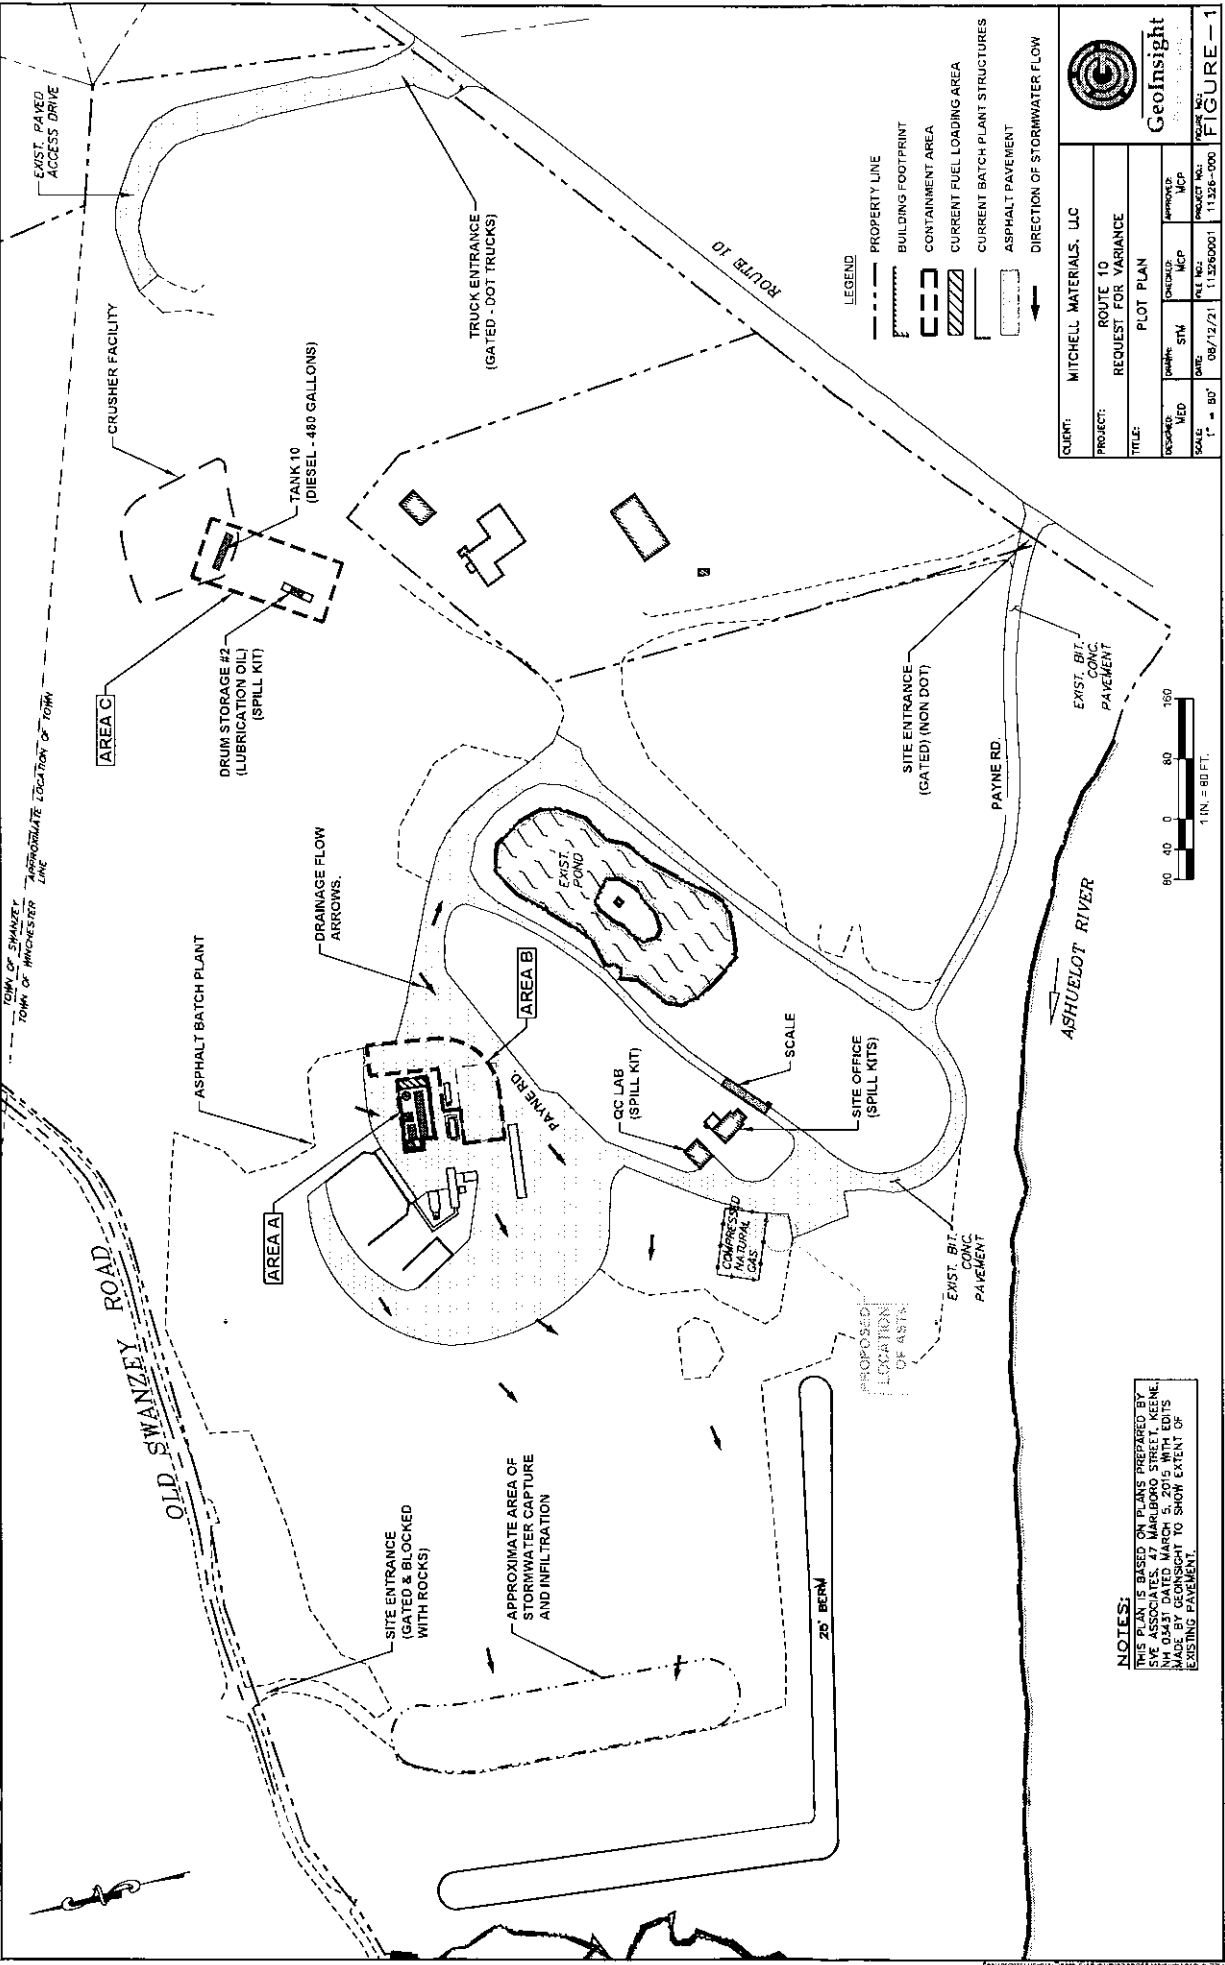 TOWN OF SWANZEY
TOWN OF WINCHESTER
APPROXIMATE LOCATION OF TOWN
LINE
EXIST. PAVED
ACCESS DRIVE
CRUSHER FACILITY
TANK 10
(DIESEL - 480 GALLONS)
TRUCK ENTRANCE
(GATED - DOT TRUCKS)
AREA C
DRUM STORAGE #2
(LUBRICATION OIL)
(SPILL KIT)
ROUTE 10
ASPHALT BATCH PLANT
DRAINAGE FLOW
ARROWS.
AREA B
AREA A
EXIST.
POND
PAYNE RD.
QC LAB
(SPILL KIT)
SCALE
SITE OFFICE
(SPILL KITS)
SITE ENTRANCE
(GATED) (NON DOT)
PAYNE RD
EXIST. BIT.
CONC.
PAVEMENT
COMPRESSED
NATURAL
GAS
EXIST. BIT.
CONC.
PAVEMENT
PROPOSED
LOCATION
OF ASTs
OLD SWANZEY ROAD
SITE ENTRANCE
(GATED & BLOCKED
WITH ROCKS)
APPROXIMATE AREA OF
STORMWATER CAPTURE
AND INFILTRATION
25' BERM
ASHUELOT RIVER
80 40 0 80 160
1 IN. = 80 FT.
LEGEND
PROPERTY LINE
BUILDING FOOTPRINT
CONTAINMENT AREA
CURRENT FUEL LOADING AREA
CURRENT BATCH PLANT STRUCTURES
ASPHALT PAVEMENT
DIRECTION OF STORMWATER FLOW
NOTES:
THIS PLAN IS BASED ON PLANS PREPARED BY
SVE ASSOCIATES, 47 MARLBORO STREET, KEENE,
NH 03431 DATED MARCH 5, 2015 WITH EDITS
MADE BY GEOINSIGHT TO SHOW EXTENT OF
EXISTING PAVEMENT.
CLIENT: MITCHELL MATERIALS, LLC
PROJECT: ROUTE 10
REQUEST FOR VARIANCE
TITLE: PLOT PLAN
DESIGNED: MED
DRAWN: STM
CHECKED: MCP
APPROVED: MCP
SCALE: 1" = 80'
DATE: 08/12/21
FILE NO.: 113260001
PROJECT NO.: 11326-000
FIGURE NO.: FIGURE-1
GeoInsight